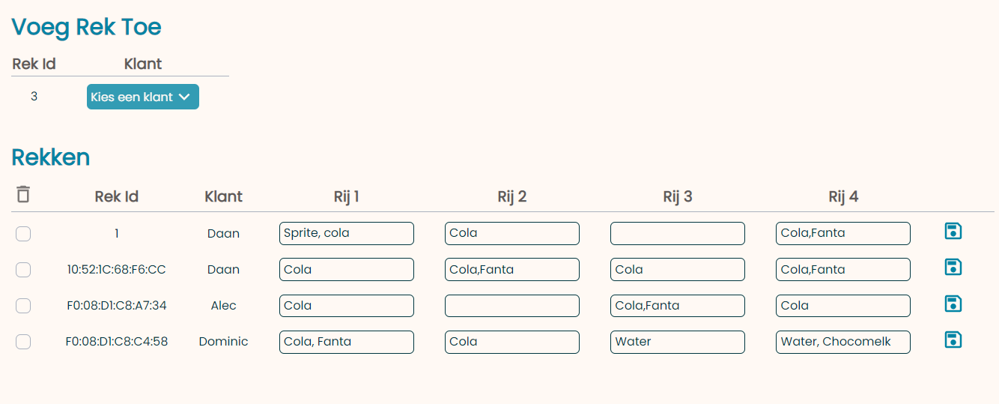 Voeg Rek Toe
Rek Id Klant
3 Kies een klant
Rekken
Rek Id Klant Rij 1 Rij 2 Rij 3 Rij 4
1 Daan Sprite, cola Cola Cola,Fanta
10:52:1C:68:F6:CC Daan Cola Cola,Fanta Cola Cola,Fanta
F0:08:D1:C8:A7:34 Alec Cola Cola,Fanta Cola
F0:08:D1:C8:C4:58 Dominic Cola, Fanta Cola Water Water, Chocomelk